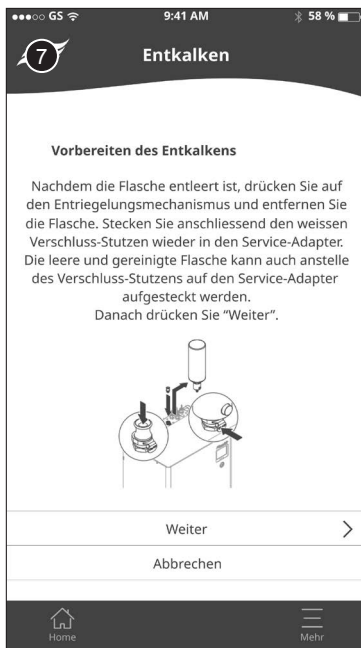 GS 9:41 AM 58 %
7
Entkalken
Vorbereiten des Entkalkens
Nachdem die Flasche entleert ist, drücken Sie auf
den Entriegelungsmechanismus und entfernen Sie
die Flasche. Stecken Sie anschliessend den weissen
Verschluss-Stutzen wieder in den Service-Adapter.
Die leere und gereinigte Flasche kann auch anstelle
des Verschluss-Stutzens auf den Service-Adapter
aufgesteckt werden.
Danach drücken Sie “Weiter”.
Weiter
Abbrechen
Home Mehr